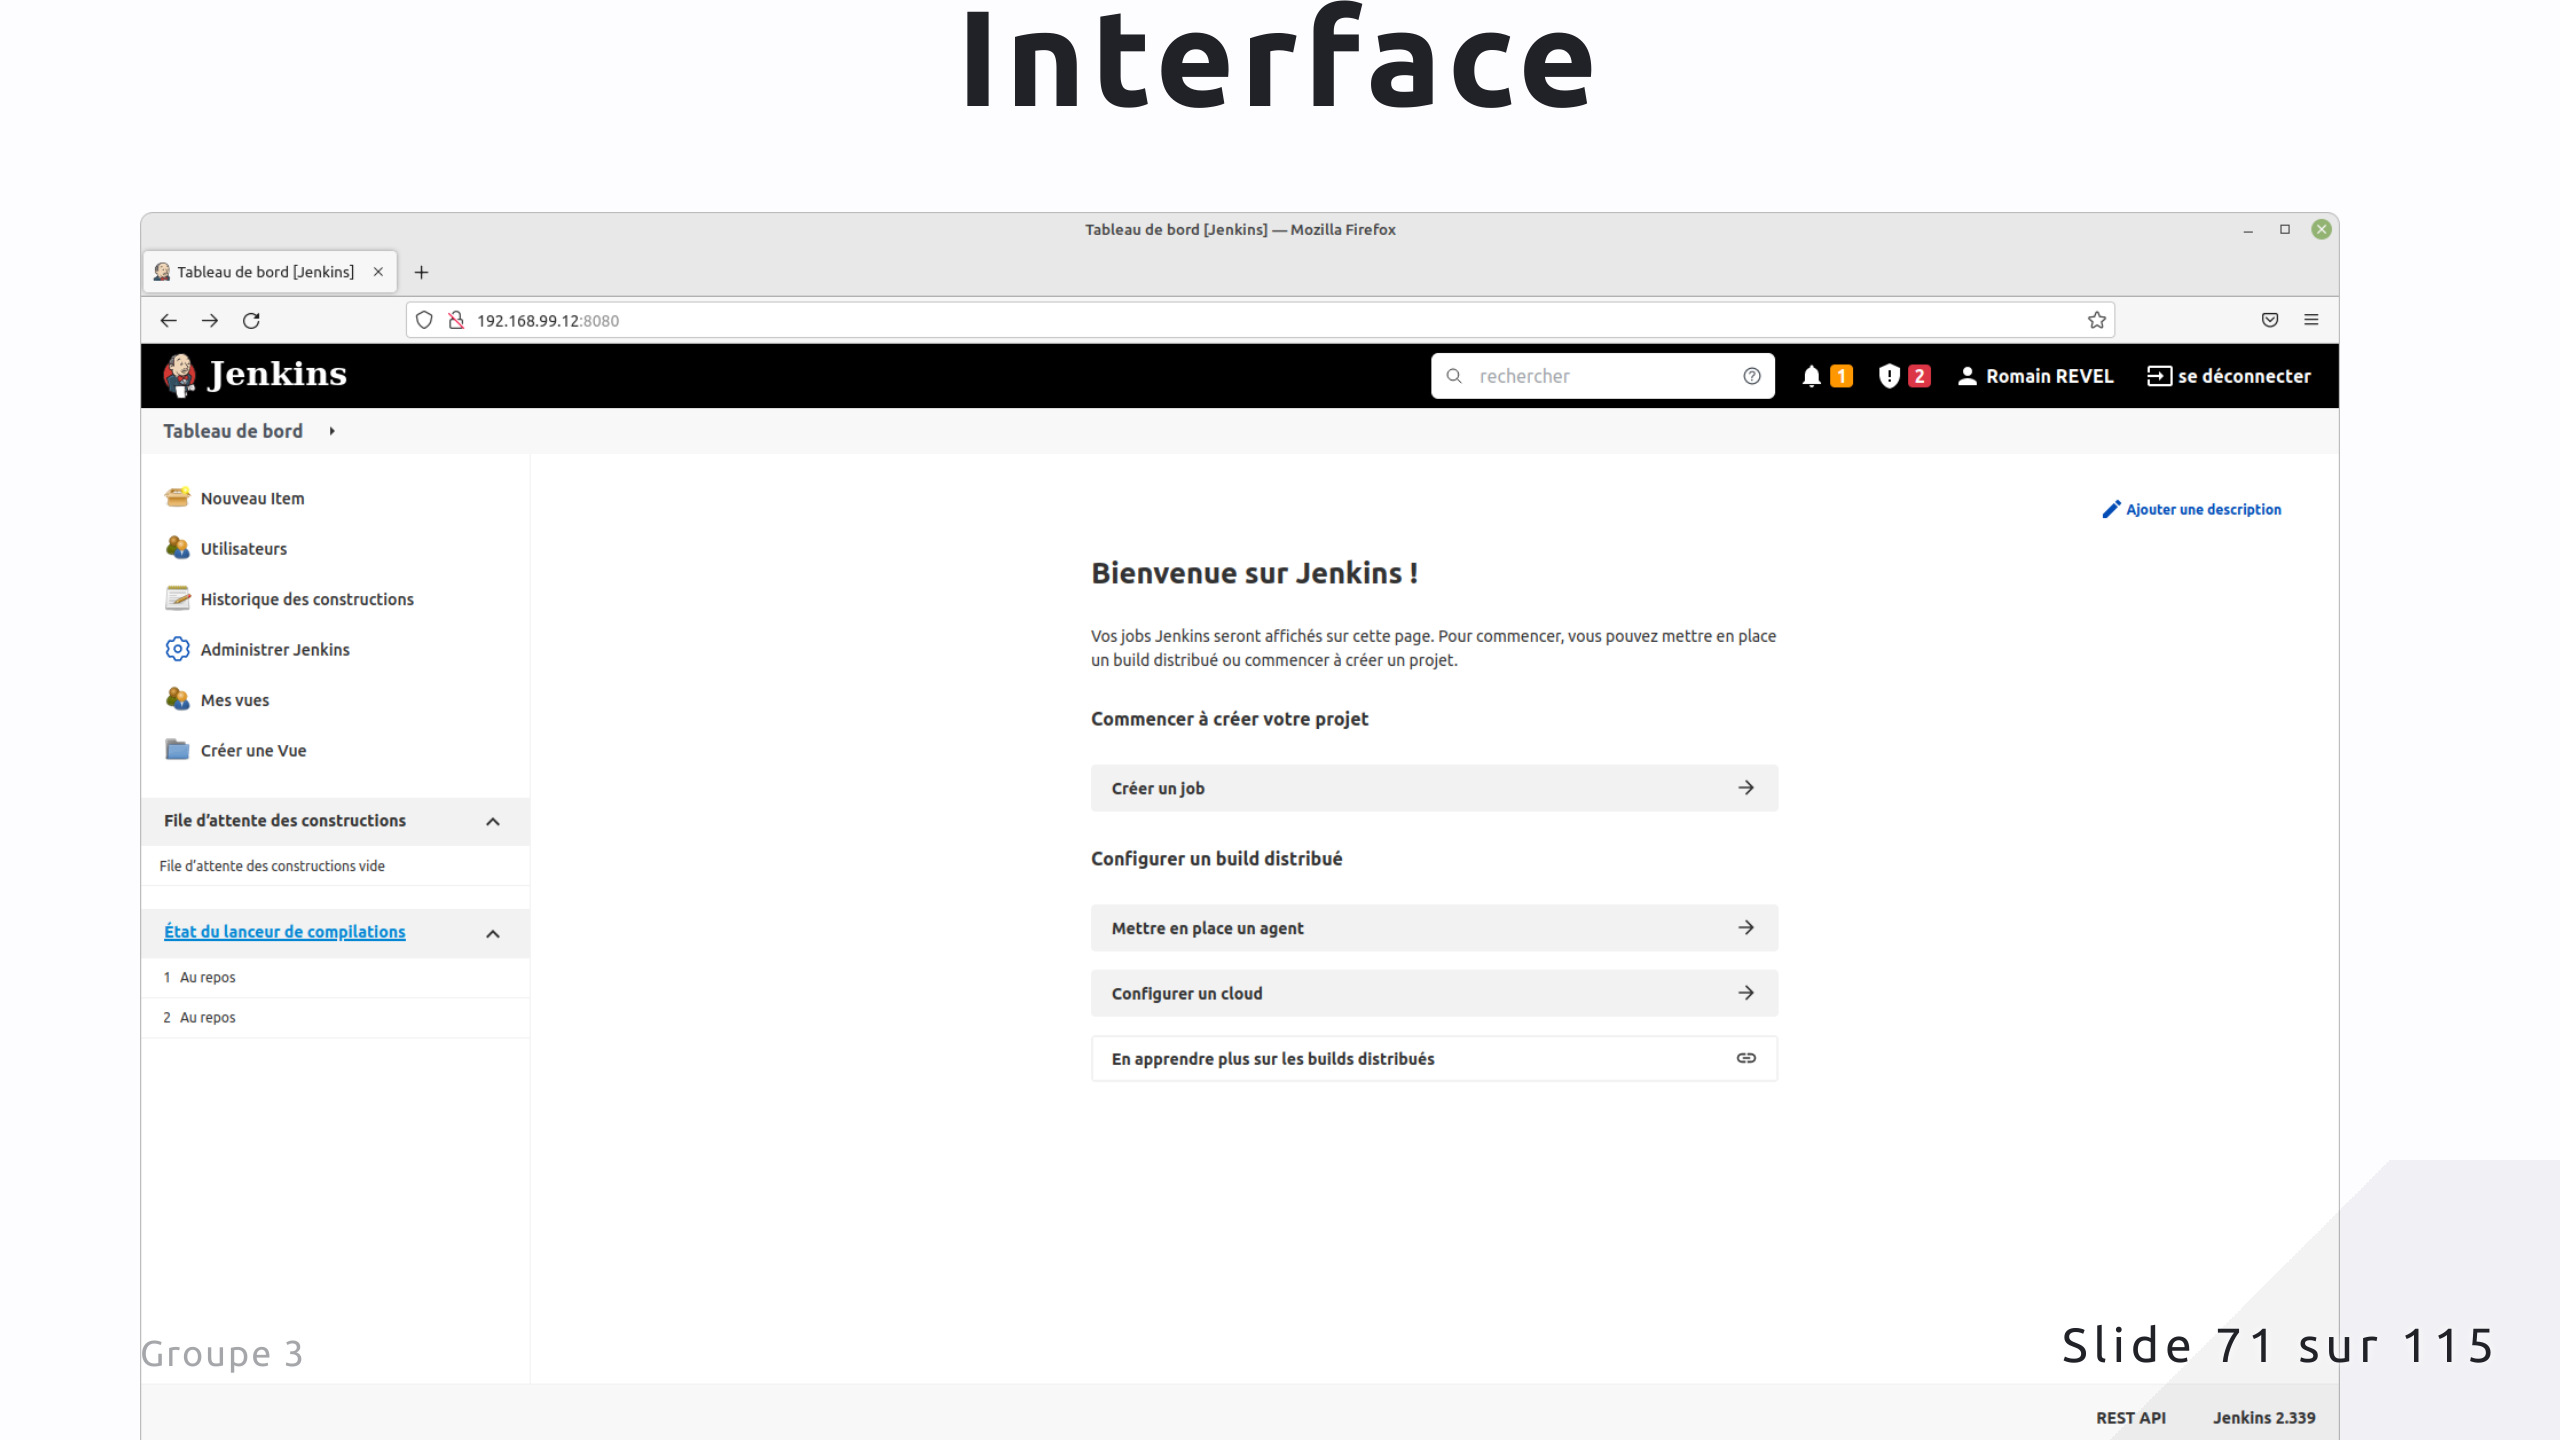 Interface
Tableau de bord [Jenkins] — Mozilla Firefox
Tableau de bord [Jenkins]
192.168.99.12:8080
Jenkins
rechercher
1
2
Romain REVEL
se déconnecter
Tableau de bord
Nouveau Item
Utilisateurs
Historique des constructions
Administrer Jenkins
Mes vues
Créer une Vue
File d'attente des constructions
File d'attente des constructions vide
État du lanceur de compilations
1 Au repos
2 Au repos
Ajouter une description
Bienvenue sur Jenkins !
Vos jobs Jenkins seront affichés sur cette page. Pour commencer, vous pouvez mettre en place
un build distribué ou commencer à créer un projet.
Commencer à créer votre projet
Créer un job
Configurer un build distribué
Mettre en place un agent
Configurer un cloud
En apprendre plus sur les builds distribués
Groupe 3
Slide 71 sur 115
REST API
Jenkins 2.339